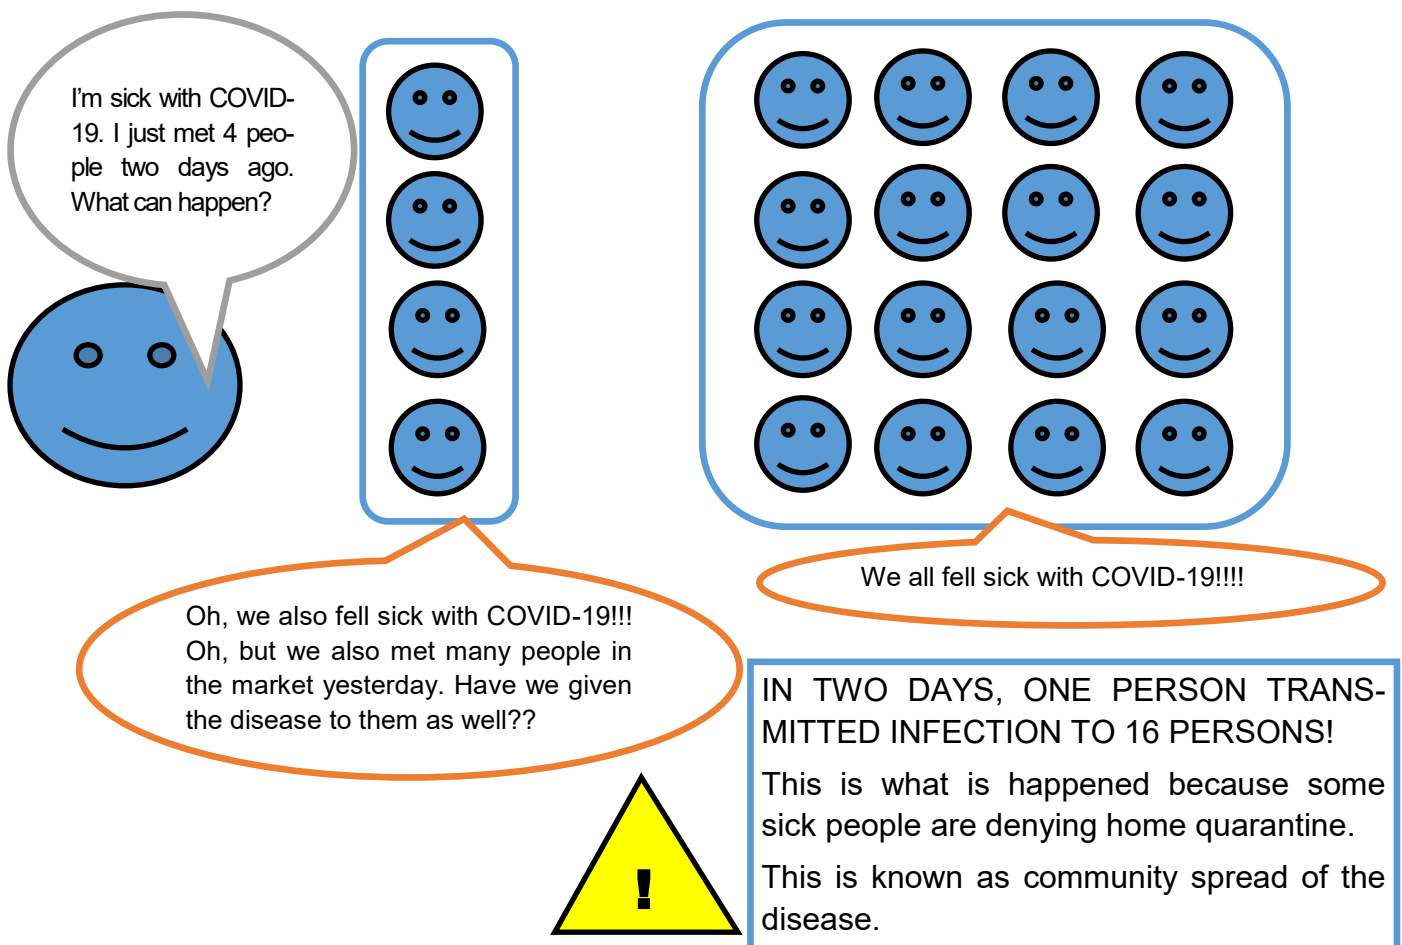 I'm sick with COVID-
19. I just met 4 peo-
ple two days ago.
What can happen?
Oh, we also fell sick with COVID-19!!!
Oh, but we also met many people in
the market yesterday. Have we given
the disease to them as well??
We all fell sick with COVID-19!!!!
IN TWO DAYS, ONE PERSON TRANS-
MITTED INFECTION TO 16 PERSONS!
This is what is happened because some
sick people are denying home quarantine.
This is known as community spread of the
disease.
!